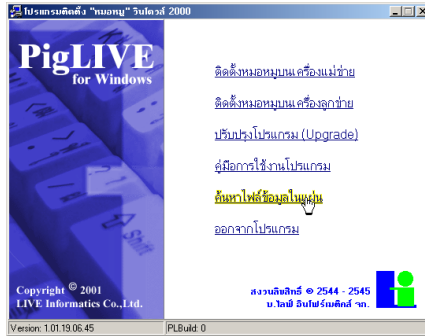 โปรแกรมติดตั้ง "หมอหมู" วินโดวส์ 2000
PigLIVE
for Windows
ติดตั้งหมอหมูบนเครื่องแม่ข่าย
ติดตั้งหมอหมูบนเครื่องลูกข่าย
ปรับปรุงโปรแกรม (Upgrade)
คู่มือการใช้งานโปรแกรม
ค้นหาไฟล์ข้อมูลในแผ่น
ออกจากโปรแกรม
Copyright © 2001
LIVE Informatics Co.,Ltd.
สงวนลิขสิทธิ์ © 2544 - 2545
บ.ไลฟ์ อินฟอร์เมติกส์ จก.
Version: 1.01.19.06.45
PLBuild: 0